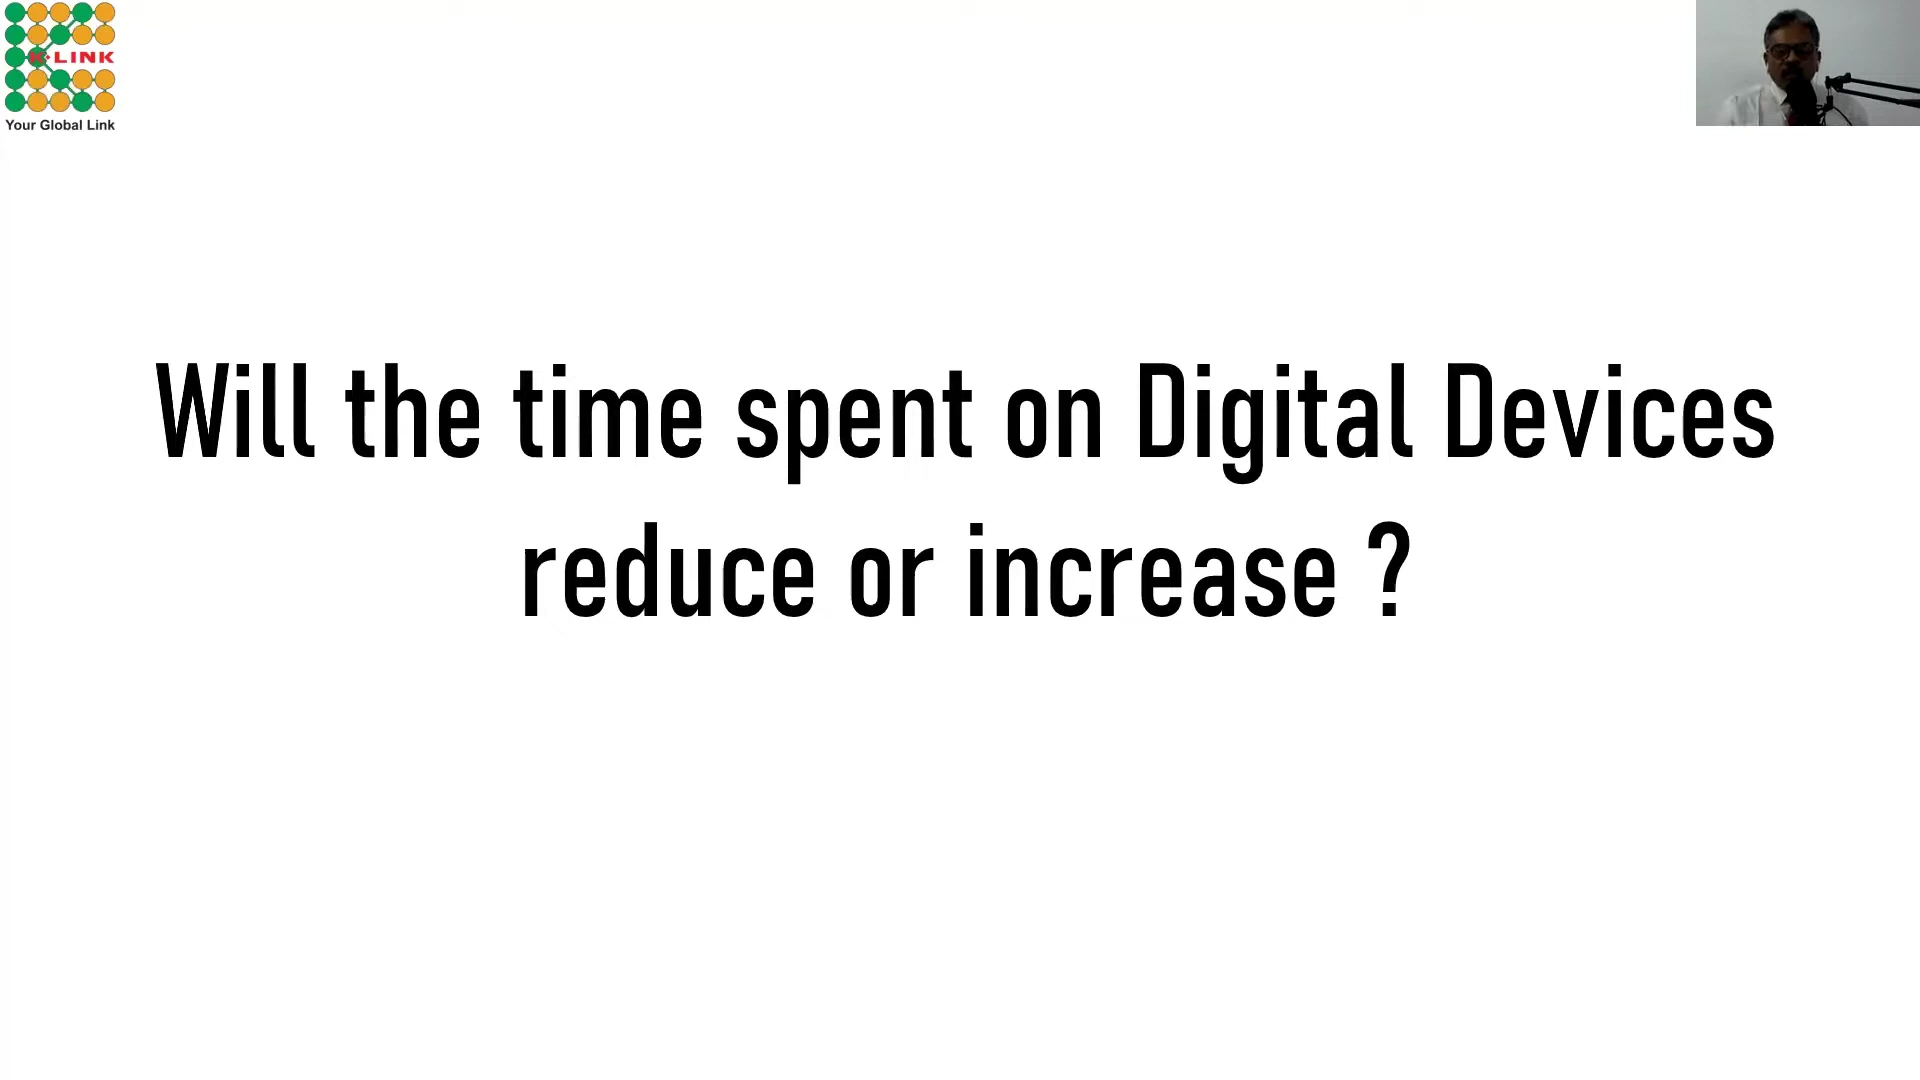 K-LINK
Your Global Link
Will the time spent on Digital Devices
reduce or increase ?